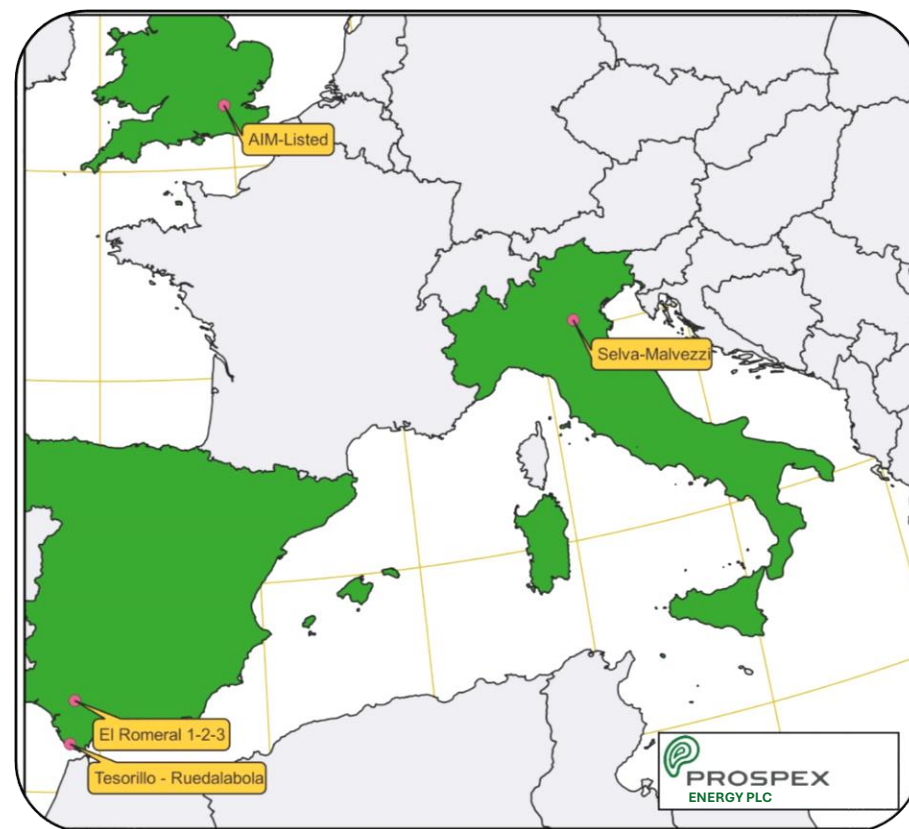 AIM-Listed
Selva-Malvezzi
El Romeral 1-2-3
Tesorillo - Ruedalabola
PROSPEX
ENERGY PLC